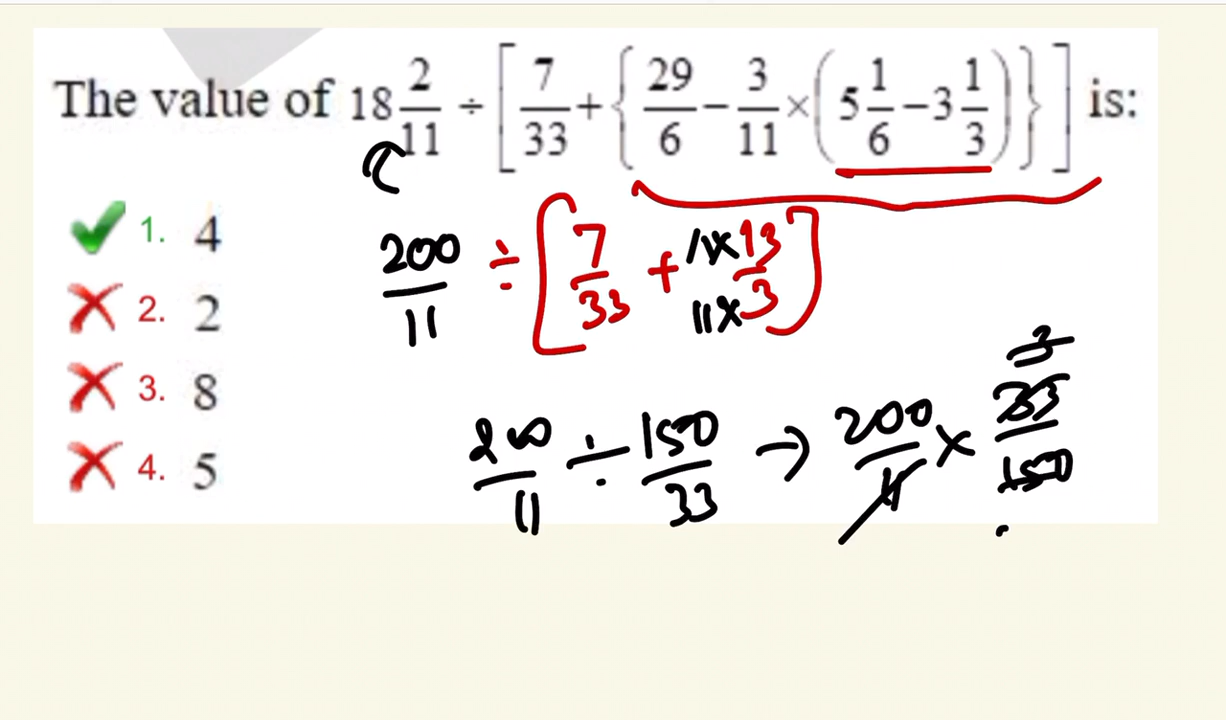 The value of 18 2/11 ÷ [7/33 + {29/6 − 3/11 × (5 1/6 − 3 1/3)}] is:
1. 4
2. 2
3. 8
4. 5
200/11 ÷ [7/33 + 11×13/11×3]
200/11 ÷ 150/33 → 200/11 × 33/150
3